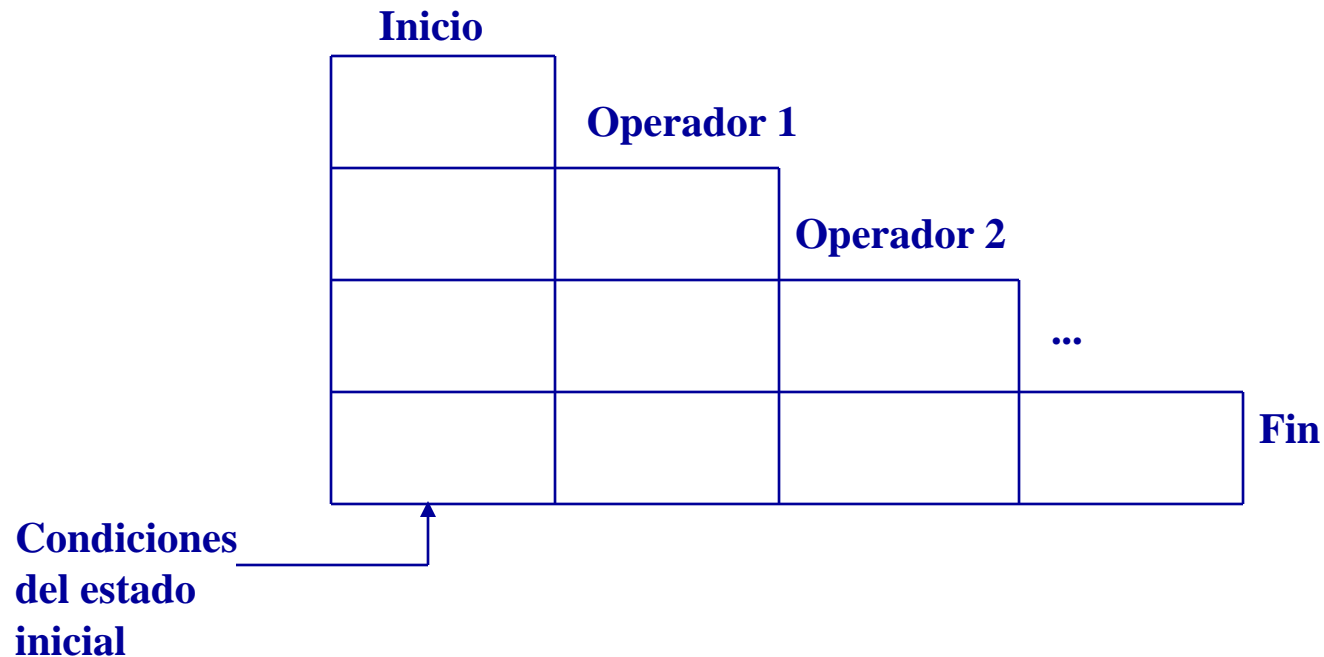 Inicio
Operador 1
Operador 2
...
Fin
Condiciones
del estado
inicial